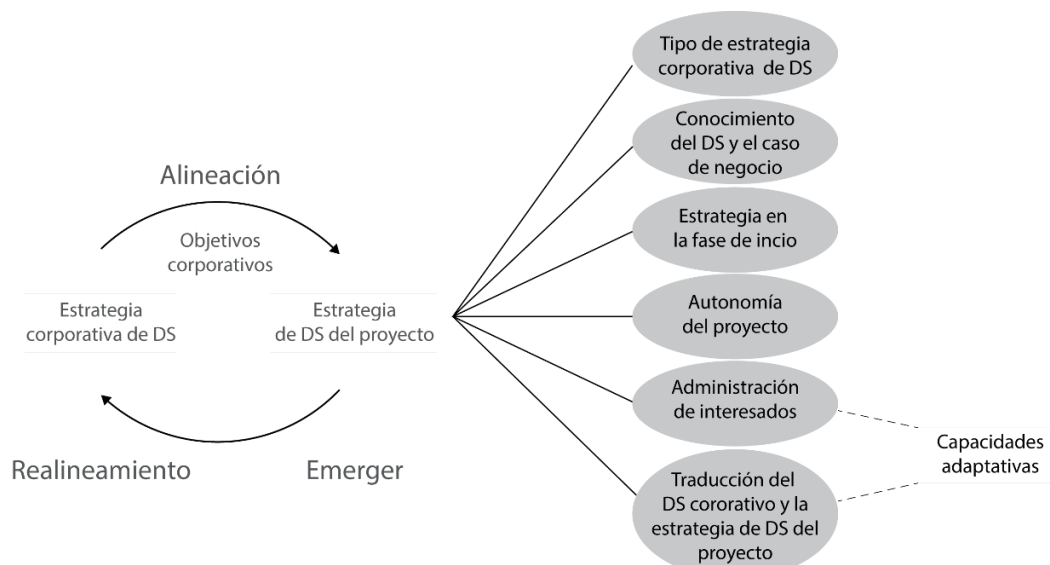 Alineación
Objetivos
corporativos
Estrategia
corporativa de DS
Estrategia
de DS del proyecto
Realineamiento
Emerger
Tipo de estrategia
corporativa de DS
Conocimiento
del DS y el caso
de negocio
Estrategia en
la fase de incio
Autonomía
del proyecto
Administración
de interesados
Traducción del
DS cororativo y la
estrategia de DS del
proyecto
Capacidades
adaptativas